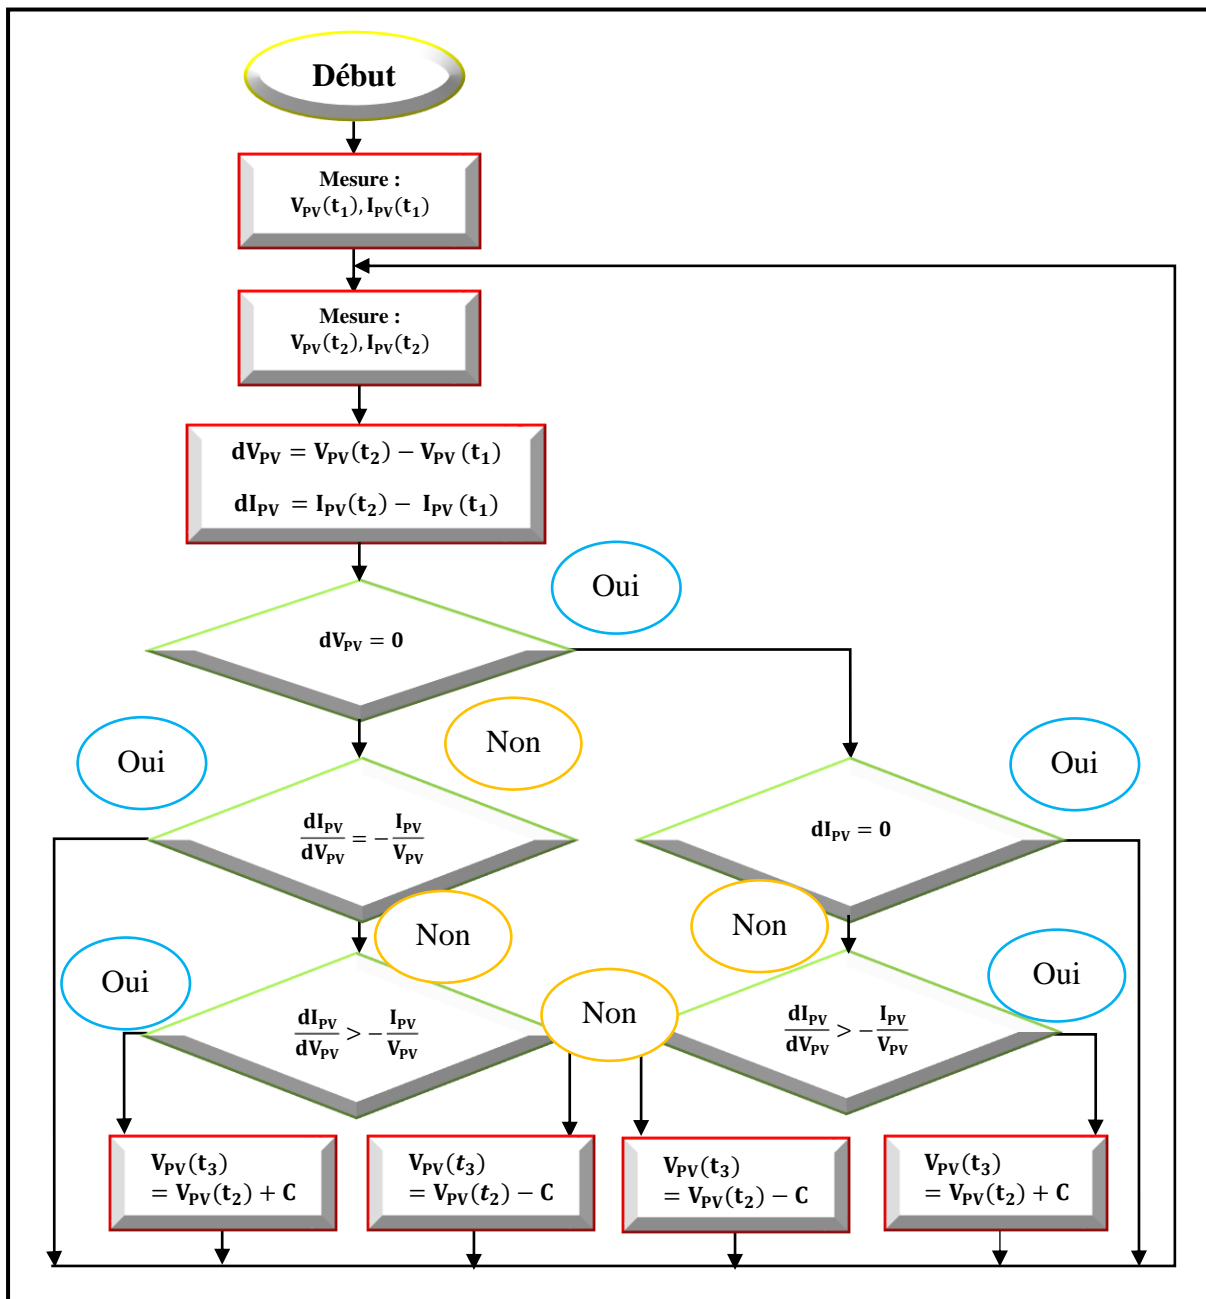 Début
Mesure :
V_PV(t_1), I_PV(t_1)
Mesure :
V_PV(t_2), I_PV(t_2)
dV_PV = V_PV(t_2) − V_PV (t_1)
dI_PV = I_PV(t_2) − I_PV (t_1)
Oui
dV_PV = 0
Non
Oui
Oui
dI_PV/dV_PV = − I_PV/V_PV
dI_PV = 0
Non
Non
Oui
Oui
Non
dI_PV/dV_PV > − I_PV/V_PV
dI_PV/dV_PV > − I_PV/V_PV
V_PV(t_3)
= V_PV(t_2) + C
V_PV(t_3)
= V_PV(t_2) − C
V_PV(t_3)
= V_PV(t_2) − C
V_PV(t_3)
= V_PV(t_2) + C